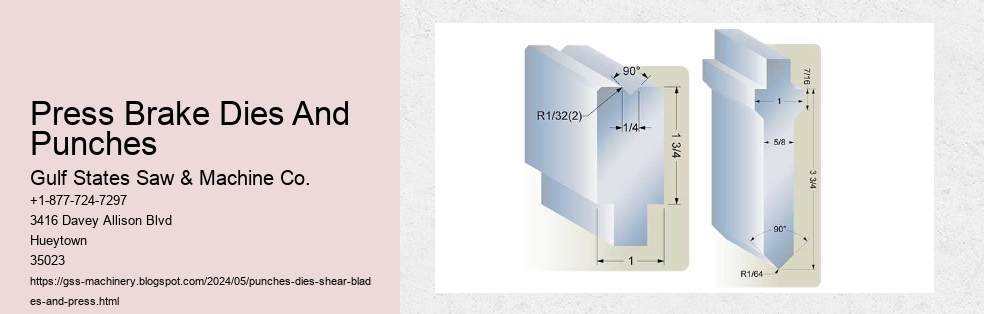 Press Brake Dies And
Punches
Gulf States Saw & Machine Co.
+1-877-724-7297
3416 Davey Allison Blvd
Hueytown
35023
https://gss-machinery.blogspot.com/2024/05/punches-dies-shear-blad
es-and-press.html
90°
R1/32(2)
1/4
1 3/4
1
7/16
1
5/8
3 3/4
90°
R1/64